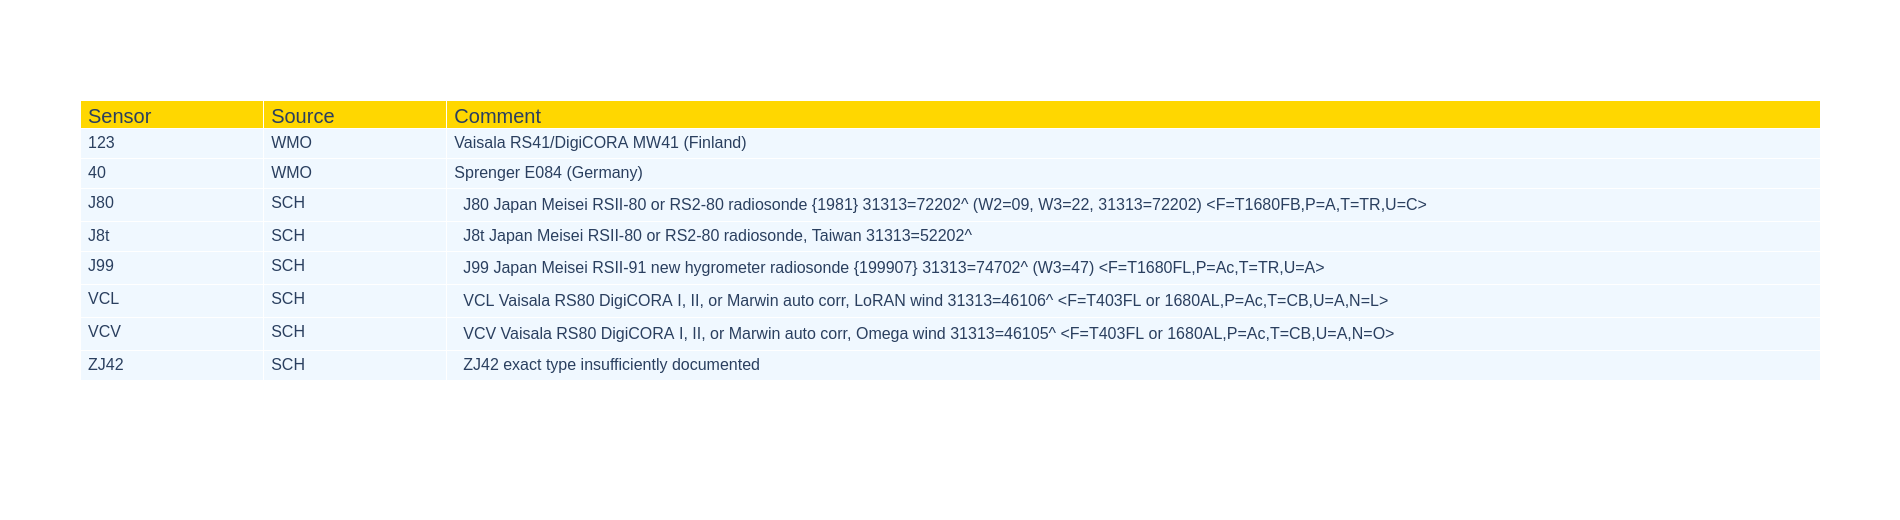 Sensor Source Comment
123 WMO Vaisala RS41/DigiCORA MW41 (Finland)
40 WMO Sprenger E084 (Germany)
J80 SCH J80 Japan Meisei RSII-80 or RS2-80 radiosonde {1981} 31313=72202^ (W2=09, W3=22, 31313=72202) <F=T1680FB,P=A,T=TR,U=C>
J8t SCH J8t Japan Meisei RSII-80 or RS2-80 radiosonde, Taiwan 31313=52202^
J99 SCH J99 Japan Meisei RSII-91 new hygrometer radiosonde {199907} 31313=74702^ (W3=47) <F=T1680FL,P=Ac,T=TR,U=A>
VCL SCH VCL Vaisala RS80 DigiCORA I, II, or Marwin auto corr, LoRAN wind 31313=46106^ <F=T403FL or 1680AL,P=Ac,T=CB,U=A,N=L>
VCV SCH VCV Vaisala RS80 DigiCORA I, II, or Marwin auto corr, Omega wind 31313=46105^ <F=T403FL or 1680AL,P=Ac,T=CB,U=A,N=O>
ZJ42 SCH ZJ42 exact type insufficiently documented